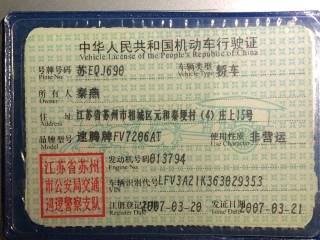 中华人民共和国机动车行驶证
Vehicle License of the People's Republic of China
号牌号码 苏EQJ690 车辆类型 轿车
Plate No. Vehicle Type
所有人 秦燕
Owner
住址 江苏省苏州市相城区元和秦埂村(4)庄上15号
Address
品牌型号 速腾牌FV7206AT 使用性质 非营运
Model Use Character
发动机号码 013794
江苏省苏州
市公安局交通
巡逻警察支队
车辆识别代号 LFV3A21K363029353
VIN
注册登记日期 2007-03-20 发证日期 2007-03-21
Register Date Issue Date